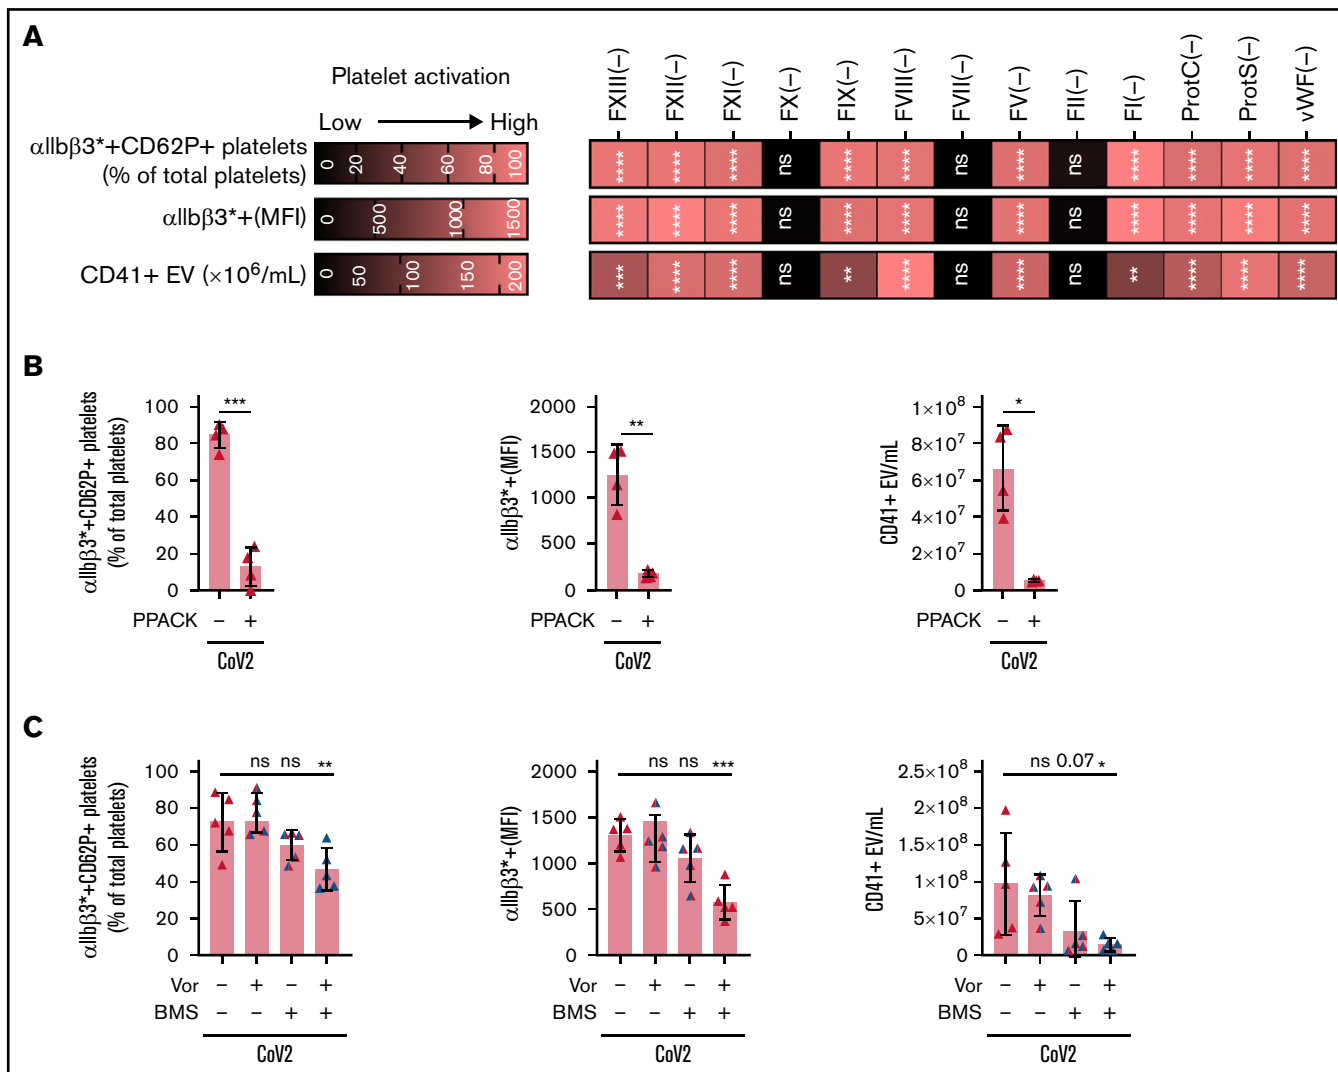 A
Platelet activation
Low High
FXIII(−) FXII(−) FXI(−) FX(−) FIX(−) FVIII(−) FVII(−) FV(−) FII(−) FI(−) ProtC(−) ProtS(−) vWF(−)
αIIbβ3*+CD62P+ platelets
(% of total platelets)
0 20 40 60 80 100
**** **** **** ns **** **** ns **** ns **** **** **** ****
αIIbβ3*+(MFI)
0 500 1000 1500
**** **** **** ns **** **** ns **** ns **** **** **** ****
CD41+ EV (×10⁶/mL)
0 50 100 150 200
*** **** **** ns ** **** ns **** ns ** **** **** ****
B
αIIbβ3*+CD62P+ platelets
(% of total platelets)
100
80
60
40
20
0
***
PPACK − +
CoV2
αIIbβ3*+(MFI)
2000
1500
1000
500
0
**
PPACK − +
CoV2
CD41+ EV/mL
1×10⁸
8×10⁷
6×10⁷
4×10⁷
2×10⁷
0
*
PPACK − +
CoV2
C
αIIbβ3*+CD62P+ platelets
(% of total platelets)
100
80
60
40
20
0
ns ns **
Vor − + − +
BMS − − + +
CoV2
αIIbβ3*+(MFI)
2000
1500
1000
500
0
ns ns ***
Vor − + − +
BMS − − + +
CoV2
CD41+ EV/mL
2.5×10⁸
2×10⁸
1.5×10⁸
1×10⁸
5×10⁷
0
ns 0.07 *
Vor − + − +
BMS − − + +
CoV2